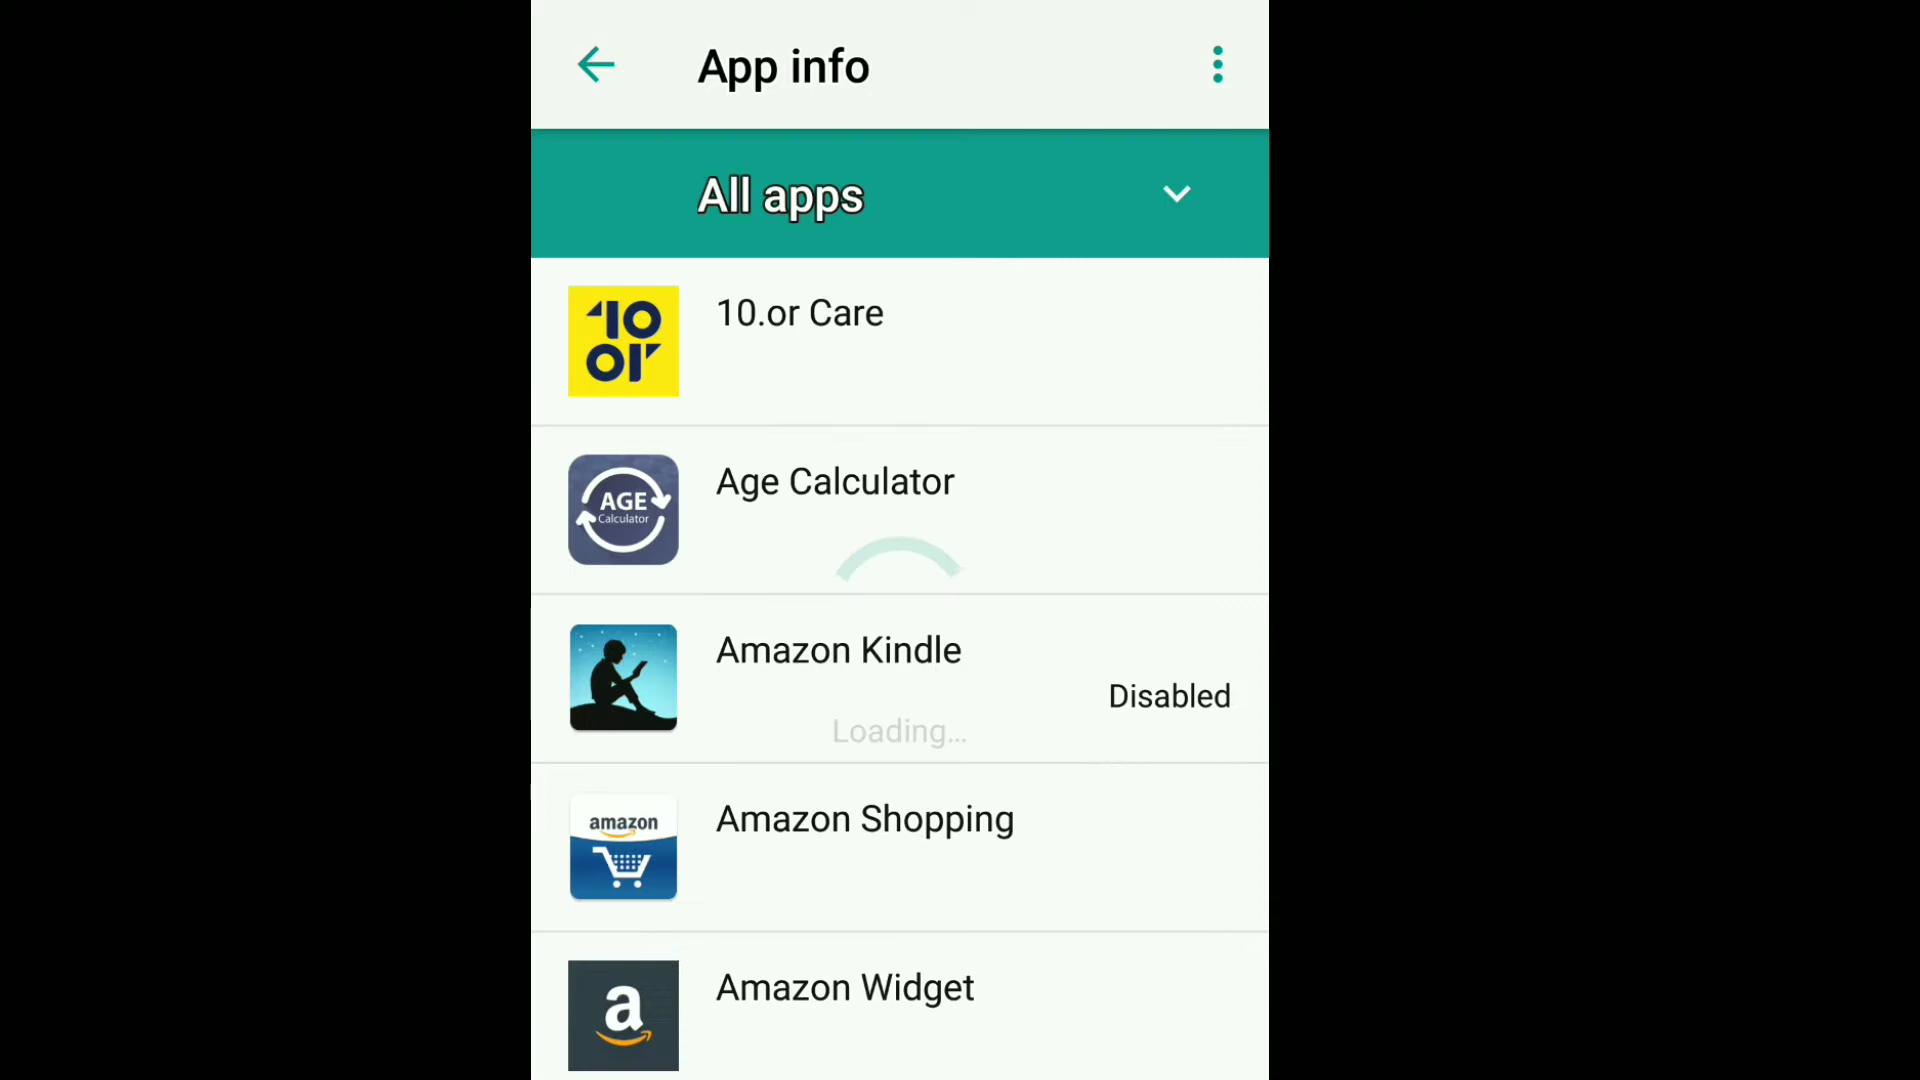 App info
All apps
10
or
10.or Care
AGE
Calculator
Age Calculator
Amazon Kindle
Disabled
Loading...
amazon
Amazon Shopping
a
Amazon Widget